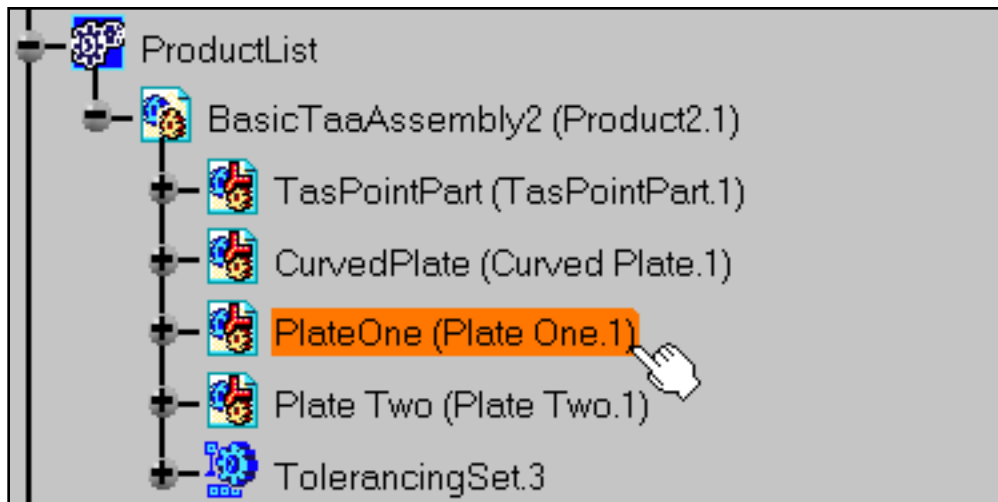 ProductList
BasicTaaAssembly2 (Product2.1)
TasPointPart (TasPointPart.1)
CurvedPlate (Curved Plate.1)
PlateOne (Plate One.1)
Plate Two (Plate Two.1)
TolerancingSet.3